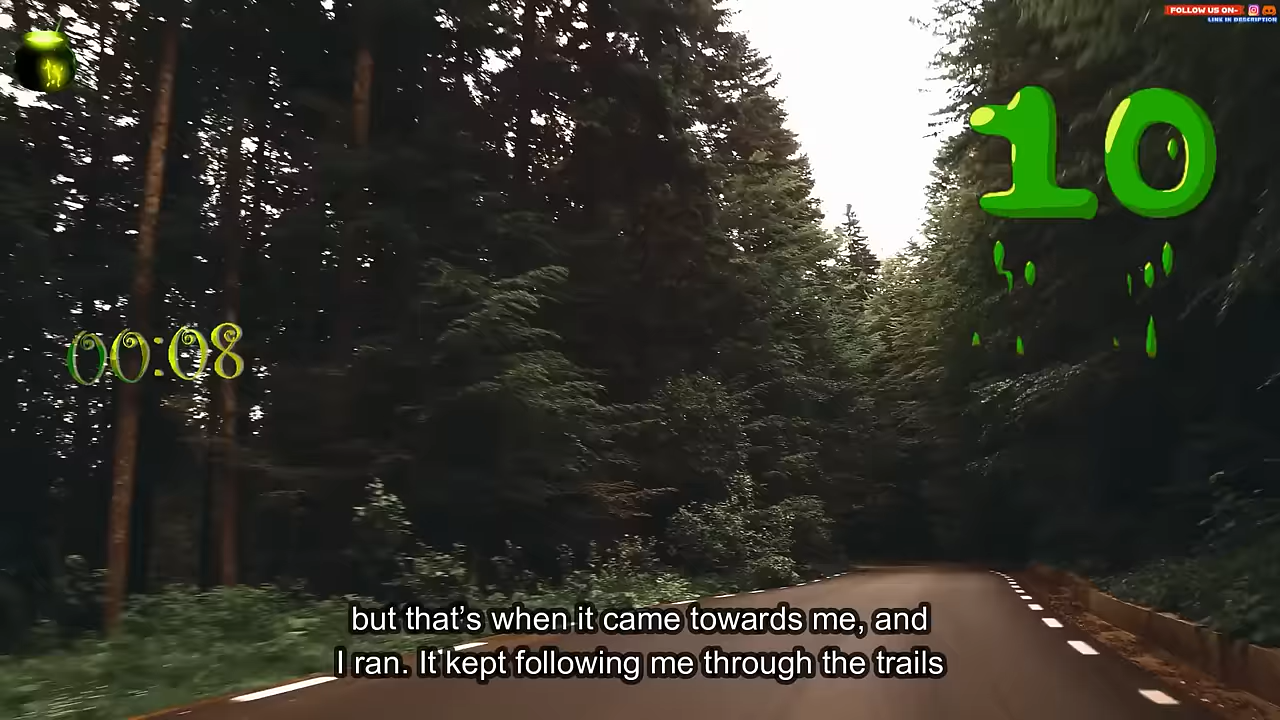 FOLLOW US ON-
LINK IN DESCRIPTION
10
00:08
but that’s when it came towards me, and
I ran. It kept following me through the trails